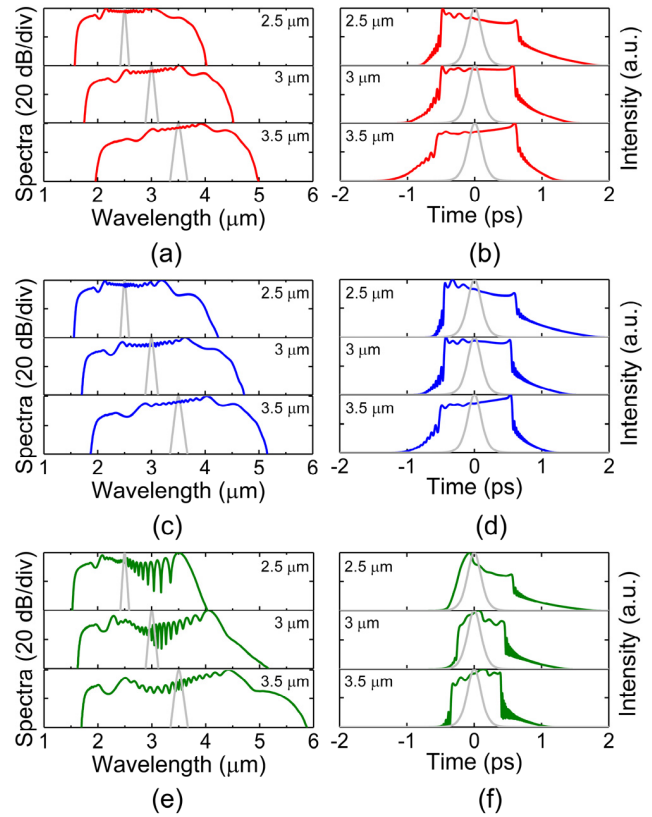 Spectra (20 dB/div)
2.5 μm
3 μm
3.5 μm
1 2 3 4 5 6
Wavelength (μm)
(a)
2.5 μm
3 μm
3.5 μm
Intensity (a.u.)
-2 -1 0 1 2
Time (ps)
(b)
Spectra (20 dB/div)
2.5 μm
3 μm
3.5 μm
1 2 3 4 5 6
Wavelength (μm)
(c)
2.5 μm
3 μm
3.5 μm
Intensity (a.u.)
-2 -1 0 1 2
Time (ps)
(d)
Spectra (20 dB/div)
2.5 μm
3 μm
3.5 μm
1 2 3 4 5 6
Wavelength (μm)
(e)
2.5 μm
3 μm
3.5 μm
Intensity (a.u.)
-2 -1 0 1 2
Time (ps)
(f)